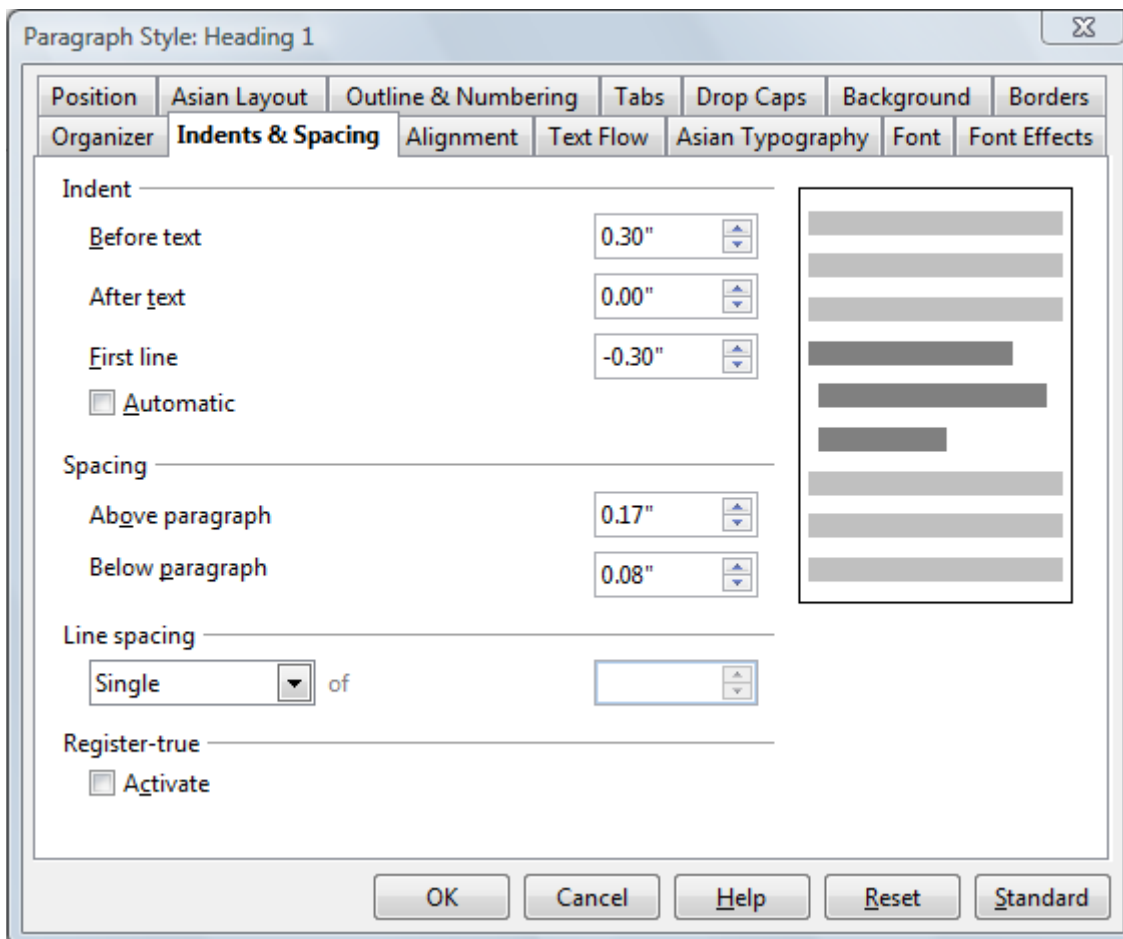 Paragraph Style: Heading 1
Position Asian Layout Outline & Numbering Tabs Drop Caps Background Borders
Organizer Indents & Spacing Alignment Text Flow Asian Typography Font Font Effects
Indent
Before text 0.30"
After text 0.00"
First line -0.30"
Automatic
Spacing
Above paragraph 0.17"
Below paragraph 0.08"
Line spacing
Single of
Register-true
Activate
OK Cancel Help Reset Standard